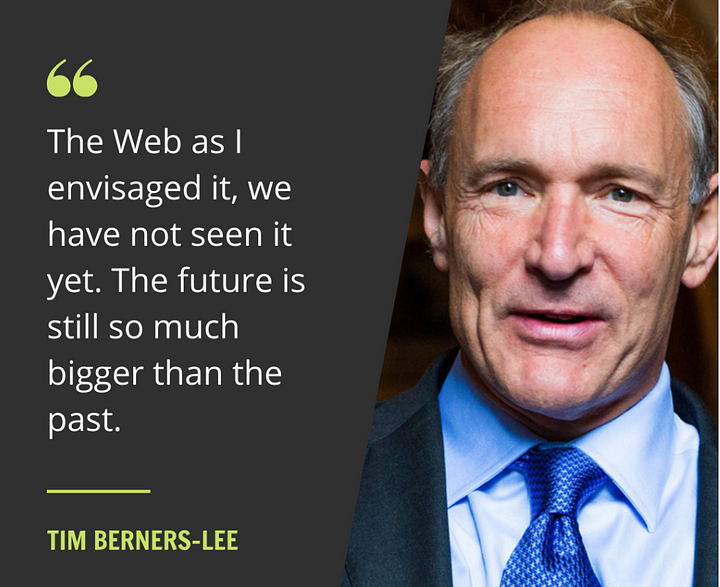 “
The Web as I
envisaged it, we
have not seen it
yet. The future is
still so much
bigger than the
past.
TIM BERNERS-LEE